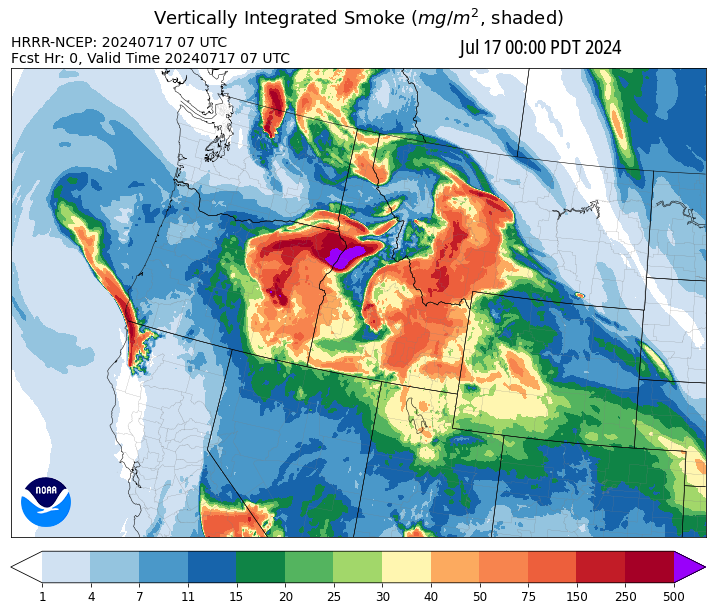 Vertically Integrated Smoke (mg/m², shaded)
HRRR-NCEP: 20240717 07 UTC
Jul 17 00:00 PDT 2024
Fcst Hr: 0, Valid Time 20240717 07 UTC
NOAA
1 4 7 11 15 20 25 30 40 50 75 150 250 500